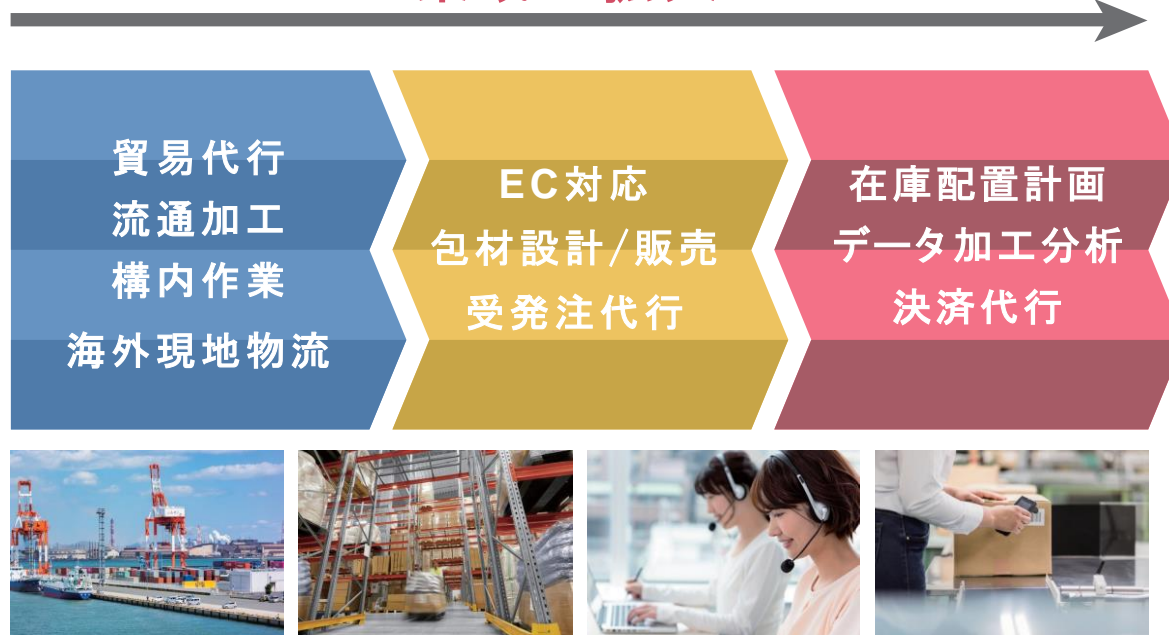 貿易代行
流通加工
構内作業
海外現地物流
EC対応
包材設計/販売
受発注代行
在庫配置計画
データ加工分析
決済代行